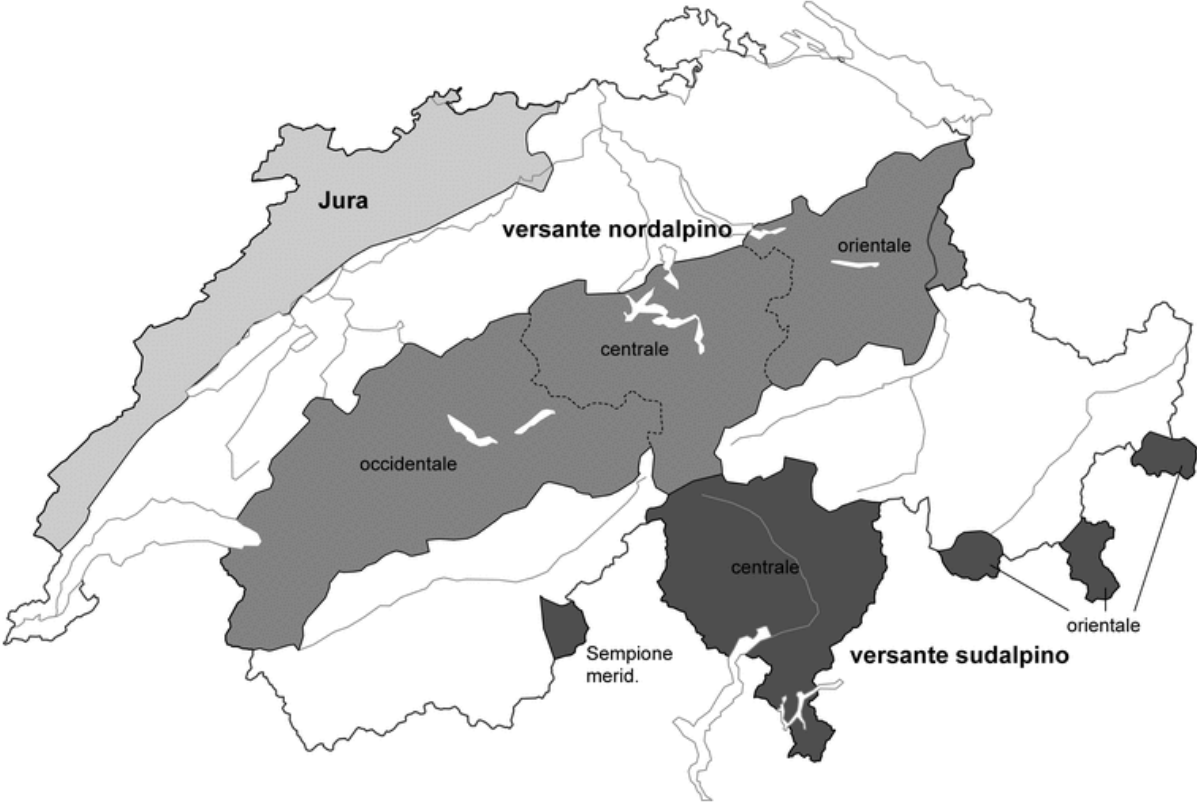 Jura
versante nordalpino
orientale
centrale
occidentale
centrale
orientale
Sempione
merid.
versante sudalpino